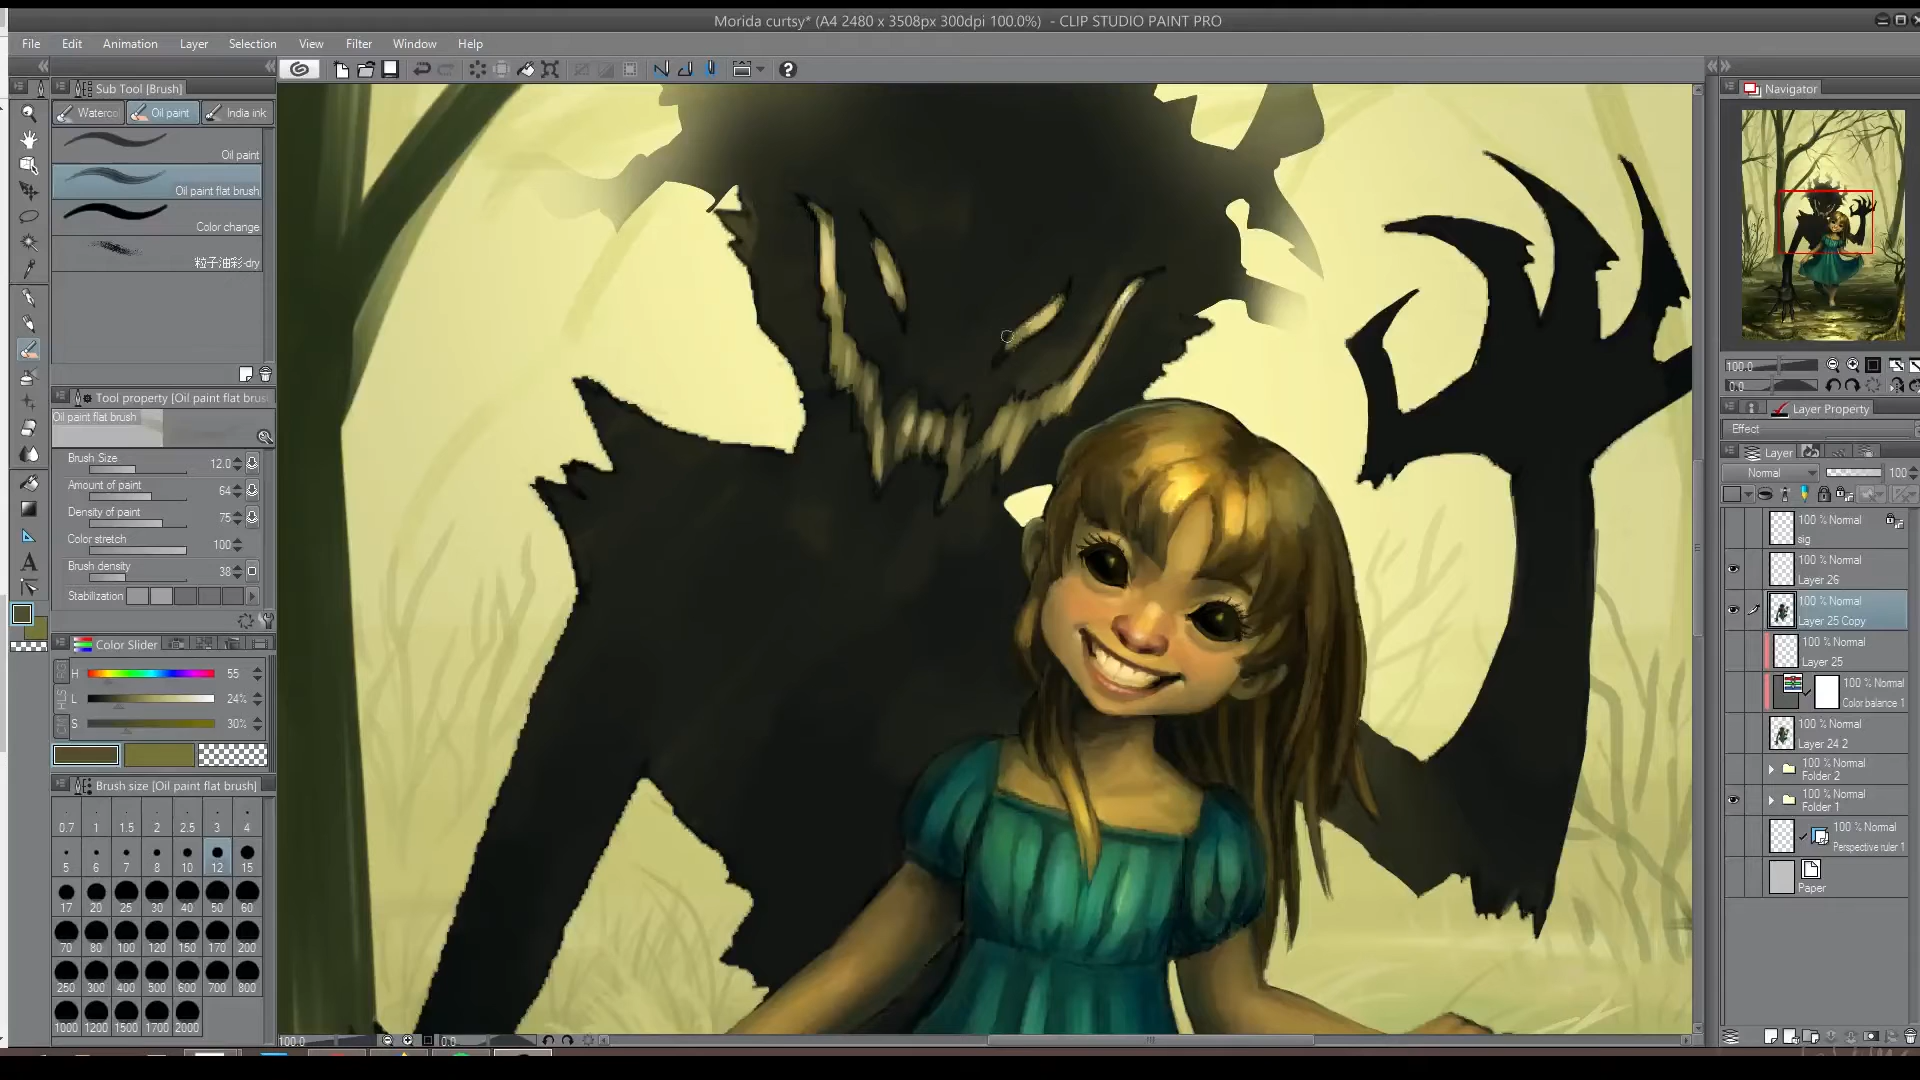 Morida curtsy* (A4 2480 x 3508px 300dpi 100.0%) - CLIP STUDIO PAINT PRO
File Edit Animation Layer Selection View Filter Window Help
Sub Tool [Brush]
Waterco Oil paint India ink
Oil paint
Oil paint flat brush
Color change
粒子油彩-dry
Tool property [Oil paint flat brus
Oil paint flat brush
Brush Size 12.0
Amount of paint 64
Density of paint 75
Color stretch 100
Brush density 38
Stabilization
Color Slider
H 55
L 24%
S 30%
Brush size [Oil paint flat brush]
0.7 1 1.5 2 2.5 3 4
5 6 7 8 10 12 15
17 20 25 30 40 50 60
70 80 100 120 150 170 200
250 300 400 500 600 700 800
1000 1200 1500 1700 2000
100.0 0.0
Navigator
100.0
0.0
Layer Property
Effect
Layer
Normal 100
100 % Normal
sig
100 % Normal
Layer 26
100 % Normal
Layer 25 Copy
100 % Normal
Layer 25
100 % Normal
Color balance 1
100 % Normal
Layer 24 2
100 % Normal
Folder 2
100 % Normal
Folder 1
100 % Normal
Perspective ruler 1
Paper